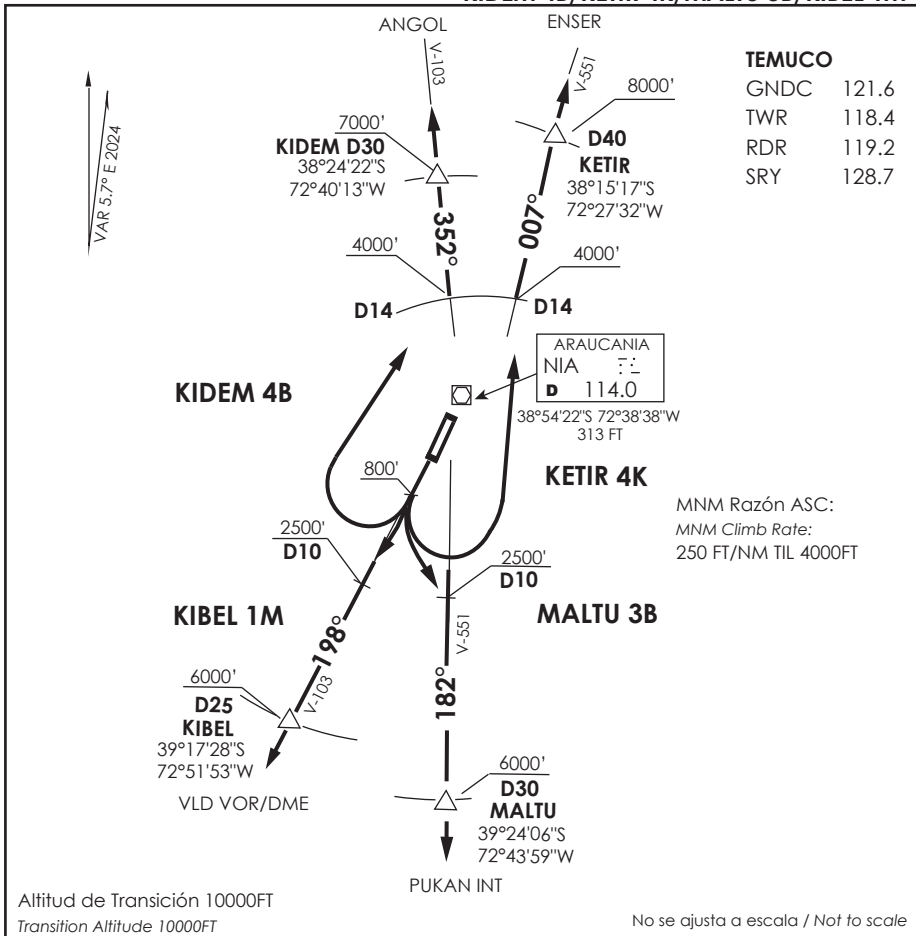 ANGOL
ENSER
V-103
V-551
TEMUCO
GNDC 121.6
TWR 118.4
RDR 119.2
SRY 128.7
VAR 5.7° E 2024
7000'
KIDEM D30
38°24'22"S
72°40'13"W
8000'
D40
KETIR
38°15'17"S
72°27'32"W
352°
007°
4000'
4000'
D14
D14
ARAUCANIA
NIA
D 114.0
38°54'22"S 72°38'38"W
313 FT
KIDEM 4B
KETIR 4K
800'
MNM Razón ASC:
MNM Climb Rate:
250 FT/NM TIL 4000FT
2500'
D10
2500'
D10
KIBEL 1M
MALTU 3B
198°
V-103
V-551
182°
6000'
D25
KIBEL
39°17'28"S
72°51'53"W
VLD VOR/DME
6000'
D30
MALTU
39°24'06"S
72°43'59"W
PUKAN INT
Altitud de Transición 10000FT
Transition Altitude 10000FT
No se ajusta a escala / Not to scale